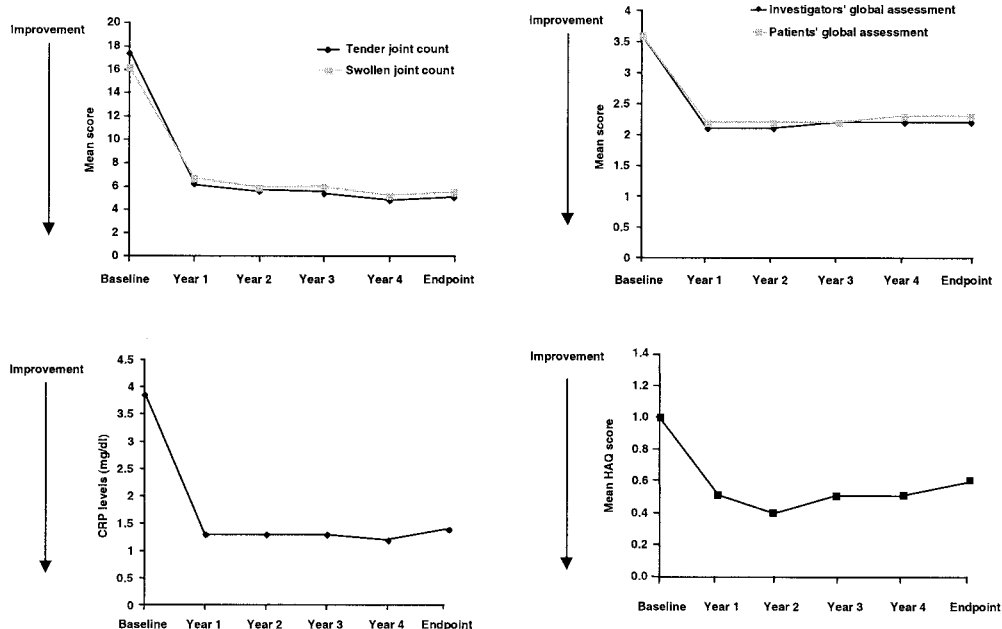 Improvement
Mean score
20
18
16
14
12
10
8
6
4
2
0
Tender joint count
Swollen joint count
Baseline Year 1 Year 2 Year 3 Year 4 Endpoint
Improvement
Mean score
4
3.5
3
2.5
2
1.5
1
0.5
0
Investigators' global assessment
Patients' global assessment
Baseline Year 1 Year 2 Year 3 Year 4 Endpoint
Improvement
CRP levels (mg/dl)
4.5
4
3.5
3
2.5
2
1.5
1
0.5
0
Baseline Year 1 Year 2 Year 3 Year 4 Endpoint
Improvement
Mean HAQ score
1.4
1.2
1.0
0.8
0.6
0.4
0.2
0.0
Baseline Year 1 Year 2 Year 3 Year 4 Endpoint